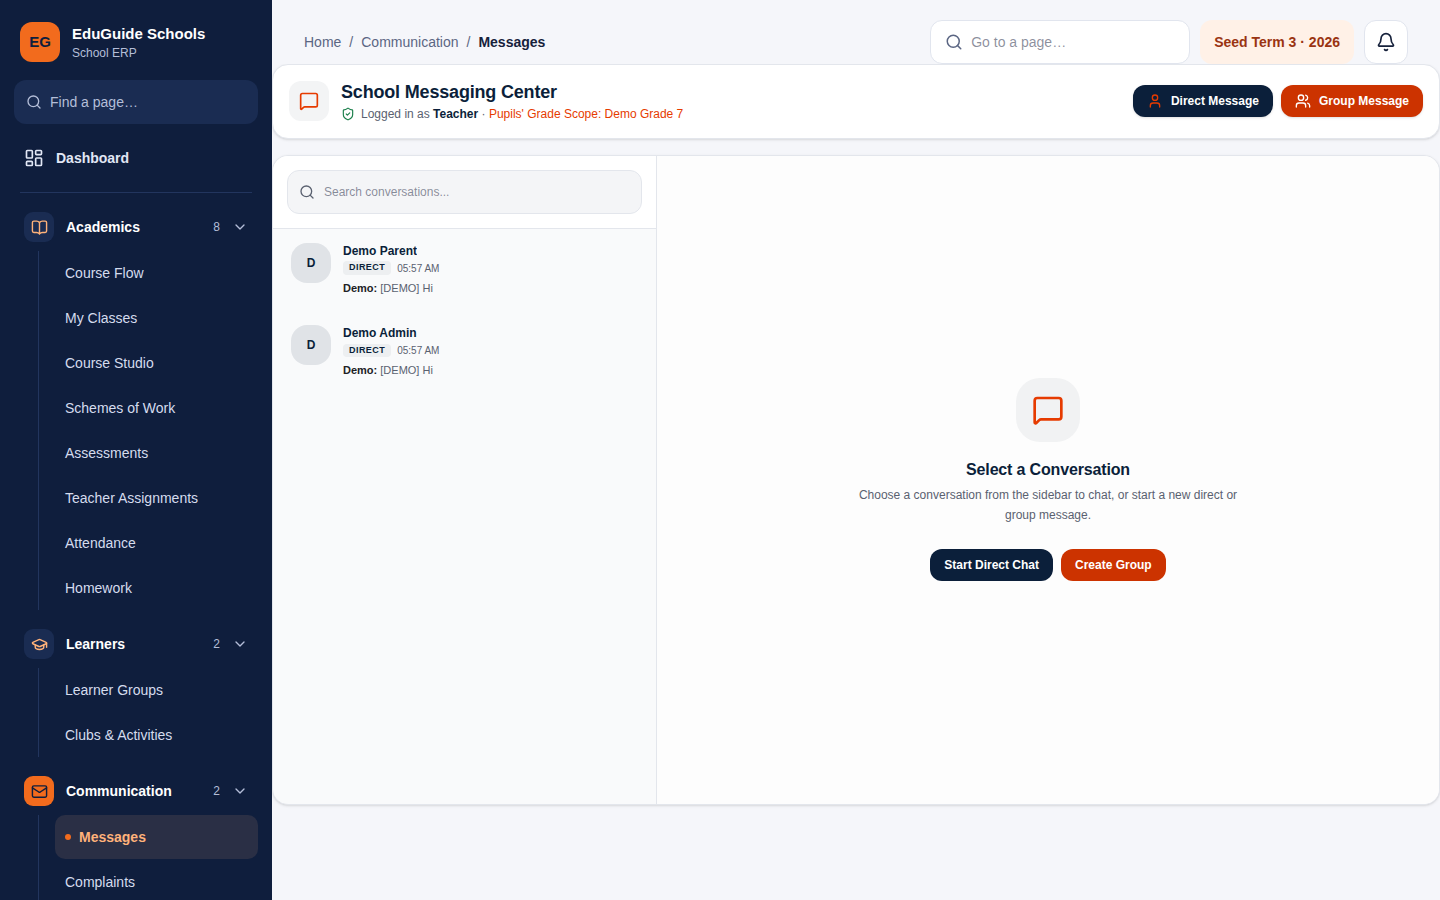 EG
EduGuide Schools
School ERP
Find a page…
Dashboard
Academics 8
Course Flow
My Classes
Course Studio
Schemes of Work
Assessments
Teacher Assignments
Attendance
Homework
Learners 2
Learner Groups
Clubs & Activities
Communication 2
Messages
Complaints
Home / Communication / Messages
Go to a page…
Seed Term 3 · 2026
School Messaging Center
Logged in as Teacher · Pupils' Grade Scope: Demo Grade 7
Direct Message
Group Message
Search conversations...
D
Demo Parent
DIRECT 05:57 AM
Demo: [DEMO] Hi
D
Demo Admin
DIRECT 05:57 AM
Demo: [DEMO] Hi
Select a Conversation
Choose a conversation from the sidebar to chat, or start a new direct or
group message.
Start Direct Chat
Create Group